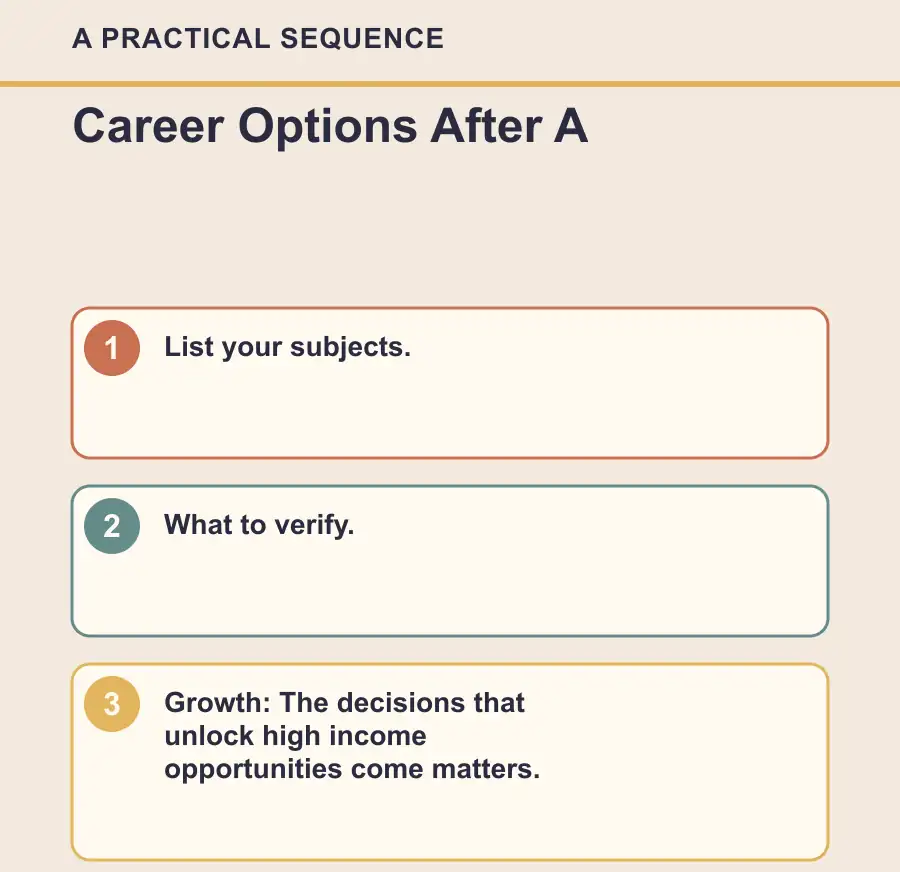 A PRACTICAL SEQUENCE
Career Options After A
1
List your subjects.
2
What to verify.
3
Growth: The decisions that
unlock high income
opportunities come matters.